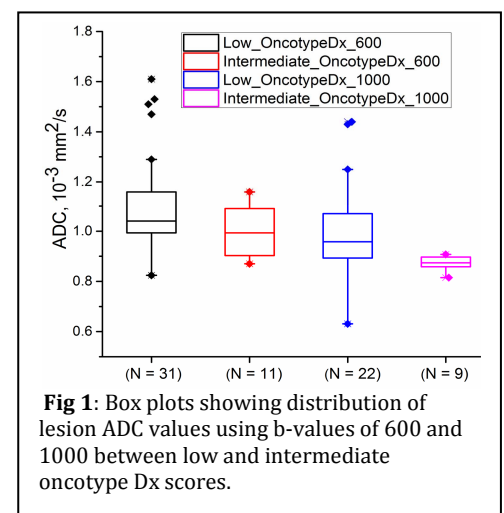 1.8
1.6
1.4
1.2
1.0
0.8
0.6
ADC, 10⁻³ mm²/s
Low_OncotypeDx_600
Intermediate_OncotypeDx_600
Low_OncotypeDx_1000
Intermediate_OncotypeDx_1000
(N = 31) (N = 11) (N = 22) (N = 9)
Fig 1: Box plots showing distribution of
lesion ADC values using b-values of 600 and
1000 between low and intermediate
oncotype Dx scores.